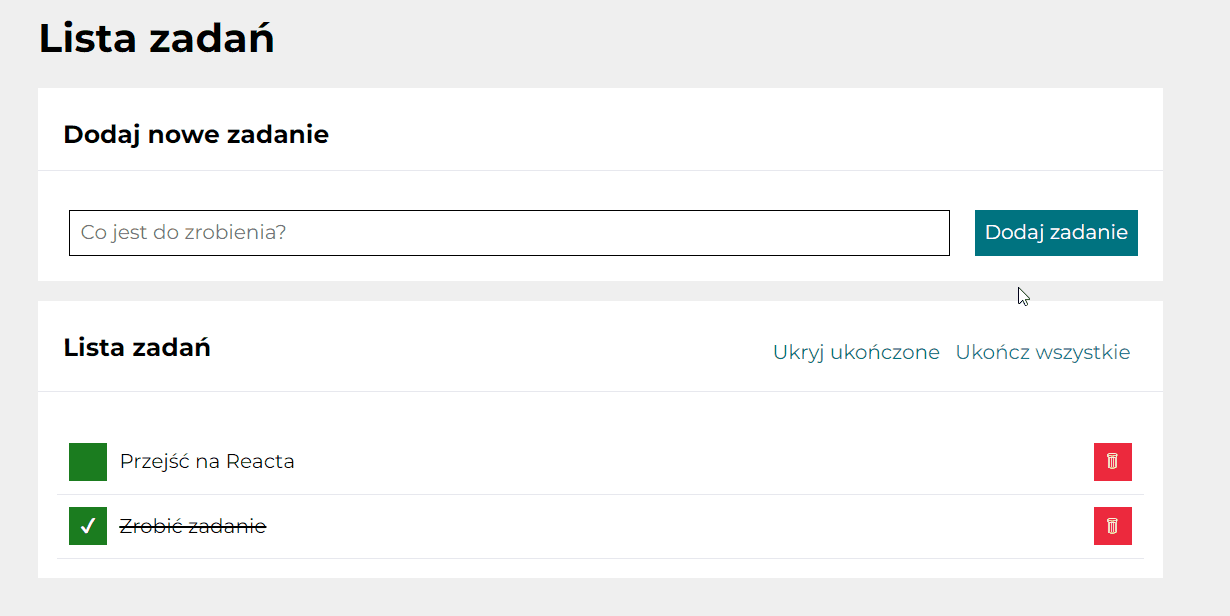 Lista zadań
Dodaj nowe zadanie
Co jest do zrobienia?
Dodaj zadanie
Lista zadań
Ukryj ukończone
Ukończ wszystkie
Przejść na Reacta
Zrobić zadanie